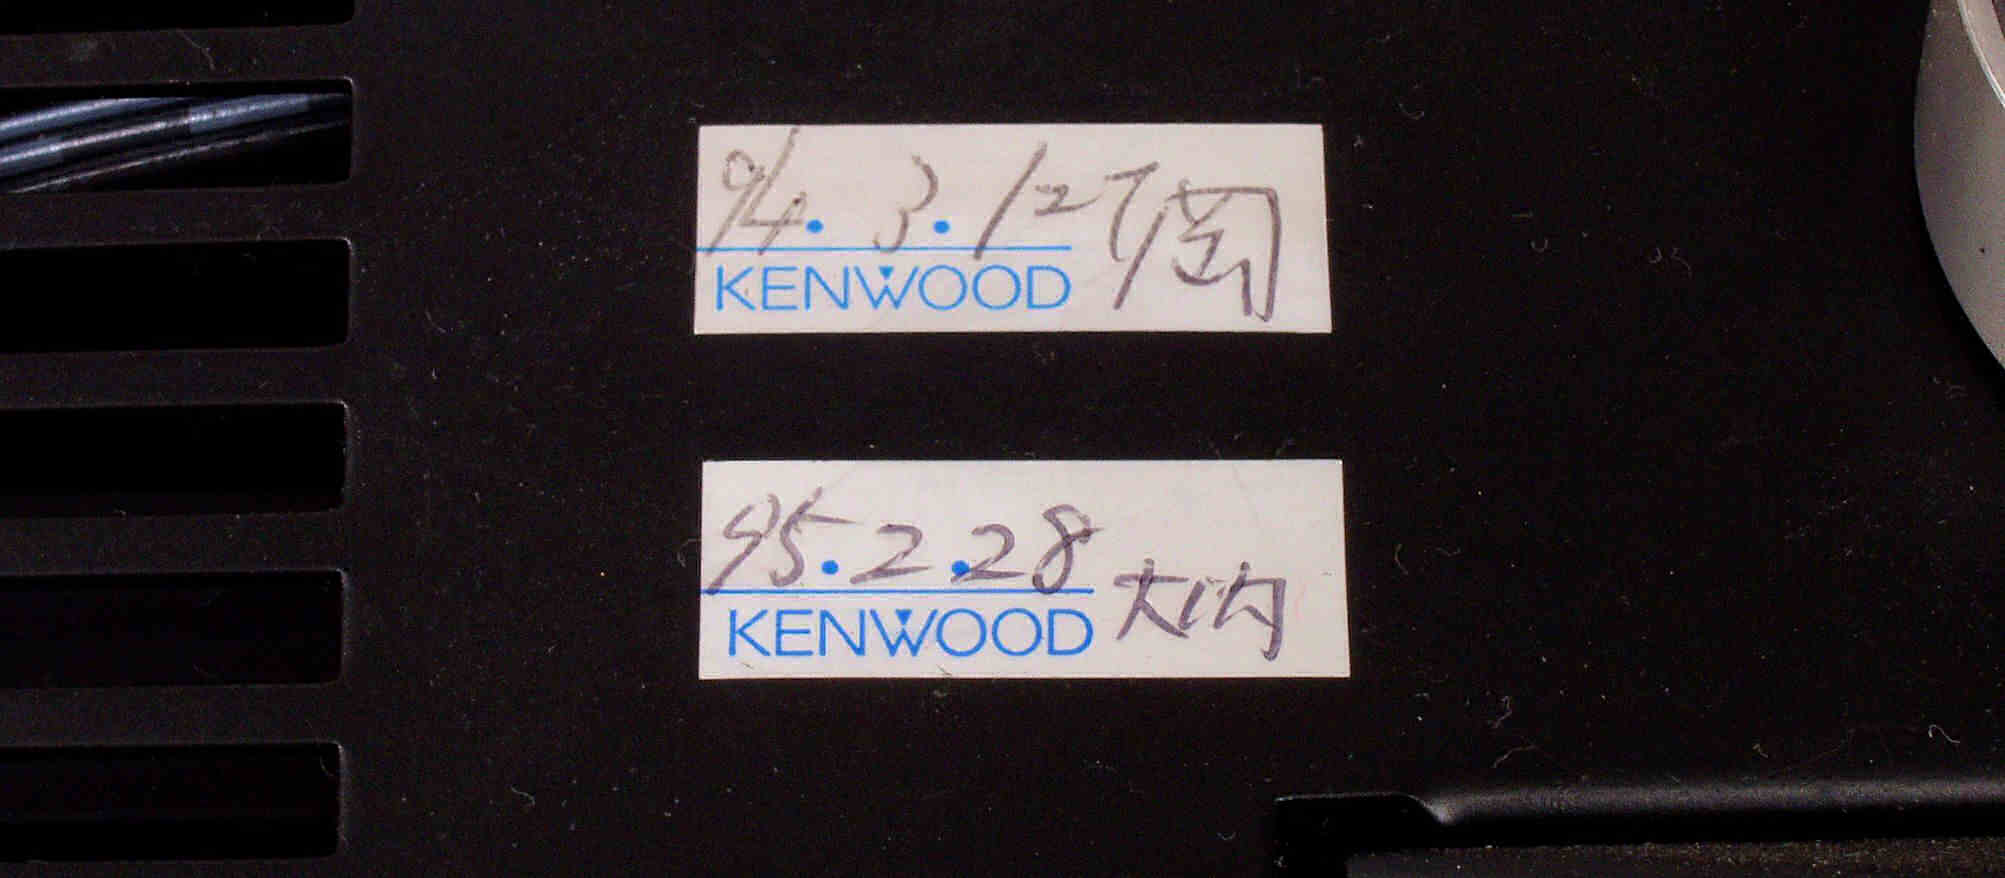 94.3.12
KENWOOD
95.2.28 大内
KENWOOD